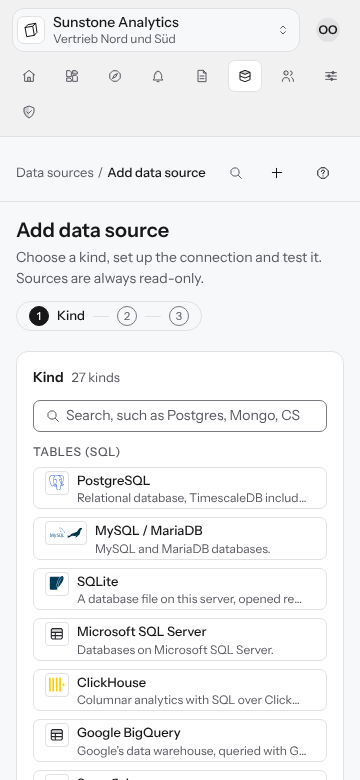 Sunstone Analytics
Vertrieb Nord und Süd
OO
Data sources / Add data source
Add data source
Choose a kind, set up the connection and test it.
Sources are always read-only.
1 Kind 2 3
Kind 27 kinds
Search, such as Postgres, Mongo, CS
TABLES (SQL)
PostgreSQL
Relational database, TimescaleDB includ...
MySQL
MySQL / MariaDB
MySQL and MariaDB databases.
SQLite
A database file on this server, opened re...
Microsoft SQL Server
Databases on Microsoft SQL Server.
ClickHouse
Columnar analytics with SQL over Click...
Google BigQuery
Google's data warehouse, queried with G...